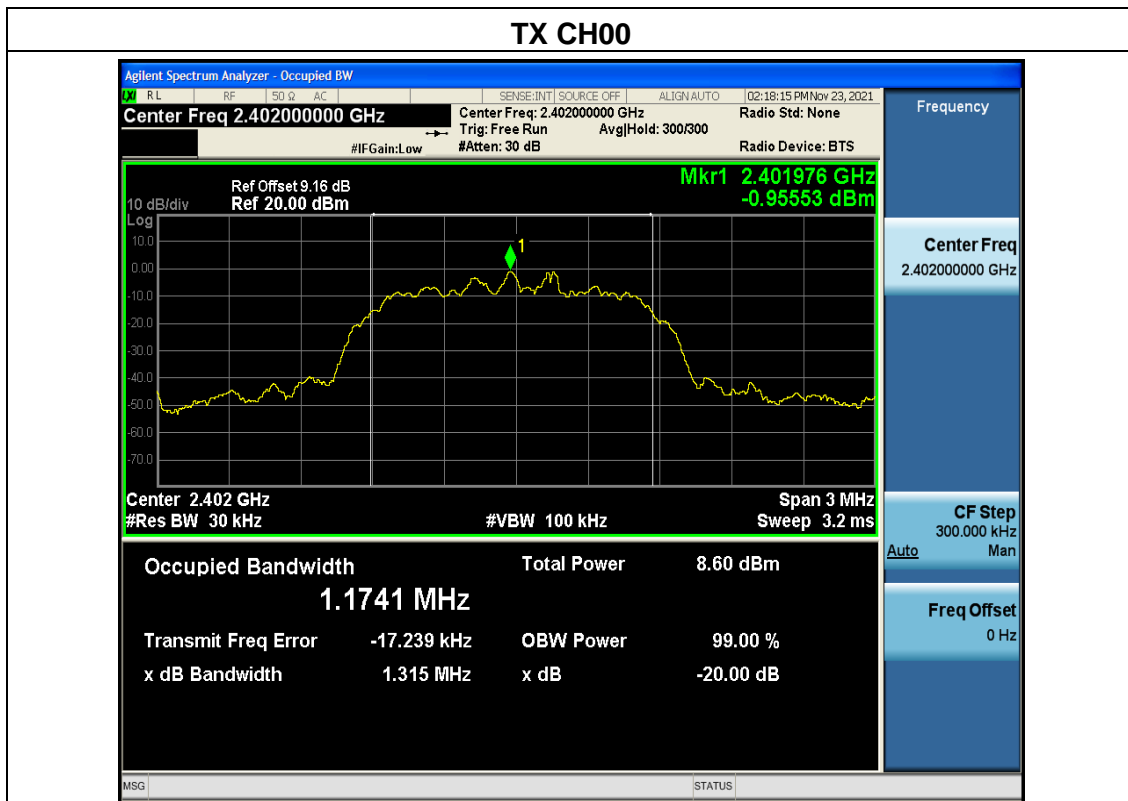 TX CH00
Agilent Spectrum Analyzer - Occupied BW
LXI RL RF 50 Ω AC SENSE:INT SOURCE OFF ALIGNAUTO 02:18:15 PM Nov 23, 2021
Center Freq 2.402000000 GHz
Center Freq: 2.402000000 GHz
Radio Std: None
Trig: Free Run Avg|Hold: 300/300
#IFGain:Low
#Atten: 30 dB
Radio Device: BTS
Frequency
Mkr1 2.401976 GHz
-0.95553 dBm
Ref Offset 9.16 dB
10 dB/div Ref 20.00 dBm
Log
10.0
1
0.00
-10.0
-20.0
-30.0
-40.0
-50.0
-60.0
-70.0
Center 2.402 GHz Span 3 MHz
#Res BW 30 kHz #VBW 100 kHz Sweep 3.2 ms
Center Freq
2.402000000 GHz
CF Step
300.000 kHz
Auto Man
Freq Offset
0 Hz
Occupied Bandwidth Total Power 8.60 dBm
1.1741 MHz
Transmit Freq Error -17.239 kHz OBW Power 99.00 %
x dB Bandwidth 1.315 MHz x dB -20.00 dB
MSG STATUS